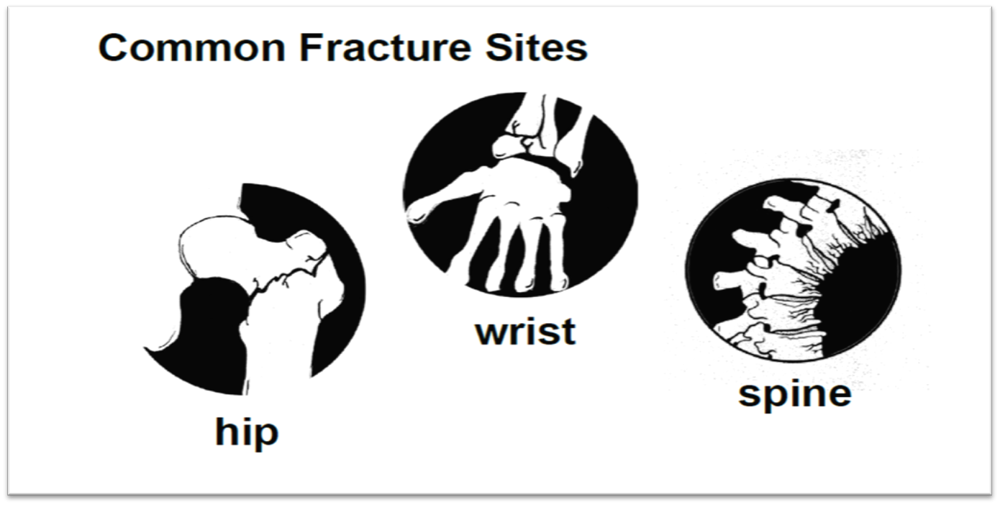 Common Fracture Sites
wrist
spine
hip